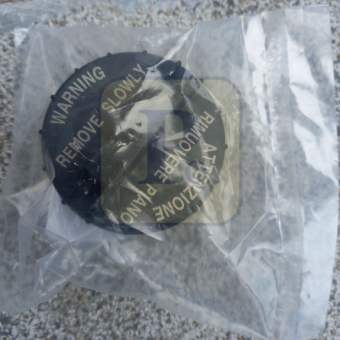 WARNING
REMOVE SLOWLY
ATTENZIONE
RIMUOVERE PIANO